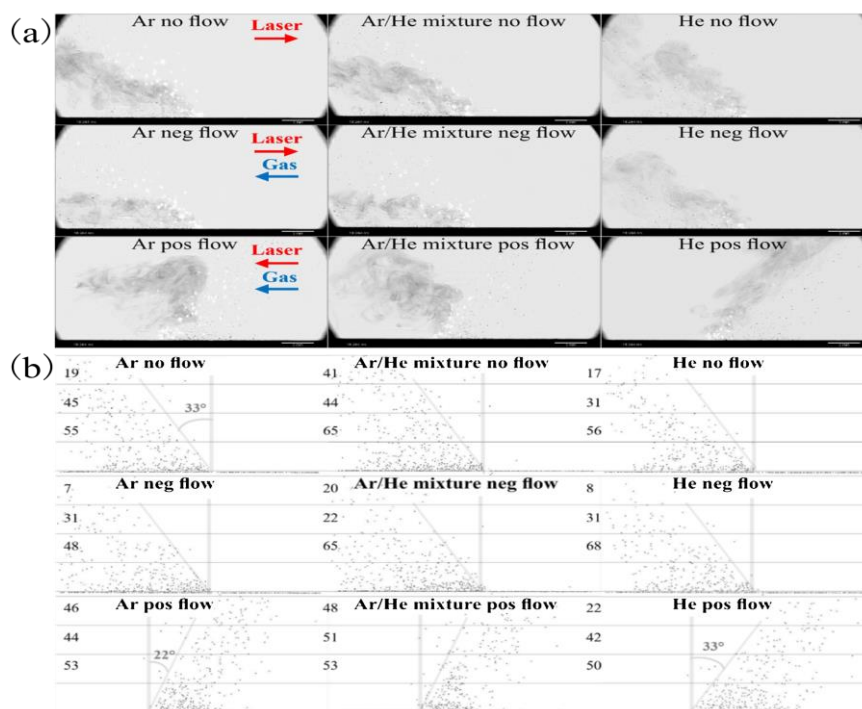 (a)
Ar no flow
Laser
Ar/He mixture no flow
He no flow
Ar neg flow
Laser
Gas
Ar/He mixture neg flow
He neg flow
Ar pos flow
Laser
Gas
Ar/He mixture pos flow
He pos flow
(b)
Ar no flow
19
45
55
33°
Ar/He mixture no flow
41
44
65
He no flow
17
31
56
Ar neg flow
7
31
48
Ar/He mixture neg flow
20
22
65
He neg flow
8
31
68
Ar pos flow
46
44
53
22°
Ar/He mixture pos flow
48
51
53
He pos flow
22
42
50
33°